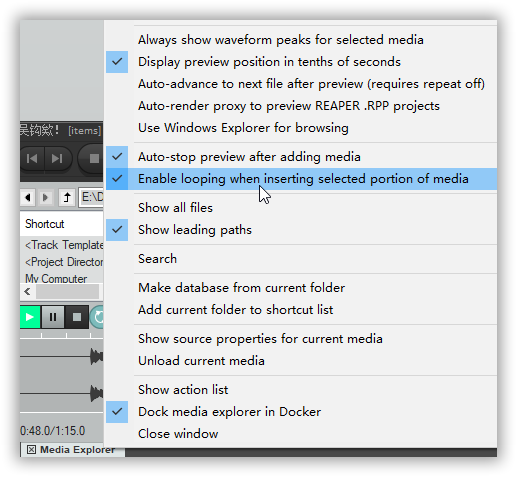 Always show waveform peaks for selected media
Display preview position in tenths of seconds
Auto-advance to next file after preview (requires repeat off)
Auto-render proxy to preview REAPER .RPP projects
Use Windows Explorer for browsing
吴钩欸! [items]
Auto-stop preview after adding media
Enable looping when inserting selected portion of media
E:\D
Show all files
Shortcut
Show leading paths
<Track Template
<Project Director
Search
My Computer
Make database from current folder
Add current folder to shortcut list
Show source properties for current media
Unload current media
Show action list
Dock media explorer in Docker
0:48.0/1:15.0
Close window
Media Explorer